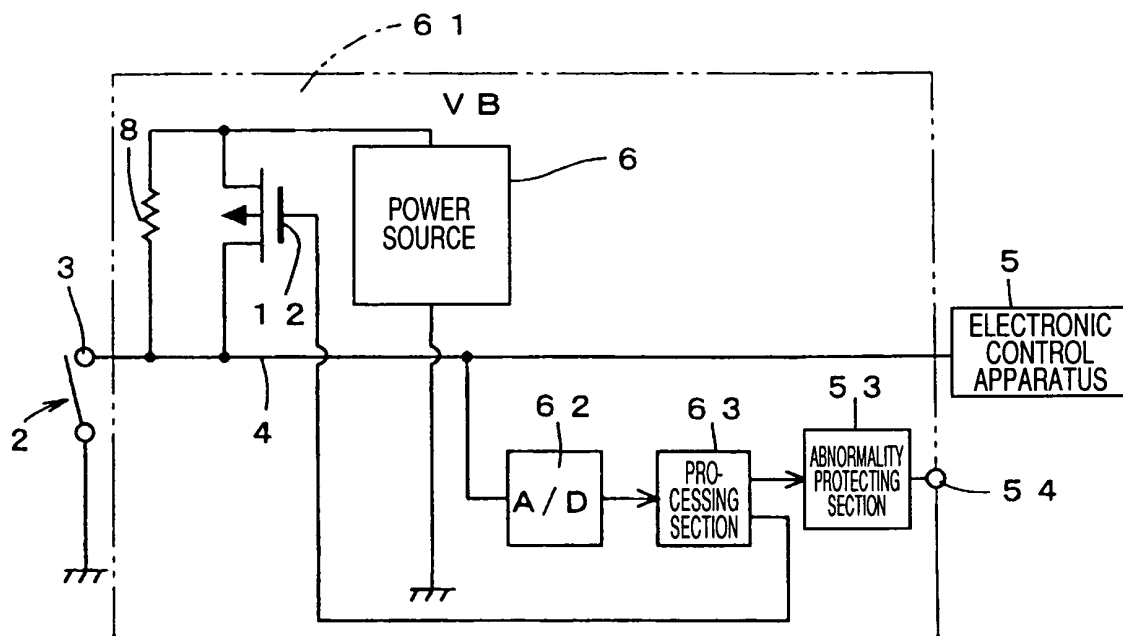 6 1
V B
8
6
POWER
SOURCE
3
1 2
5
ELECTRONIC
CONTROL
APPARATUS
2
4
6 2
6 3
5 3
A/D
PRO-
CESSING
SECTION
ABNORMALITY
PROTECTING
SECTION
5 4